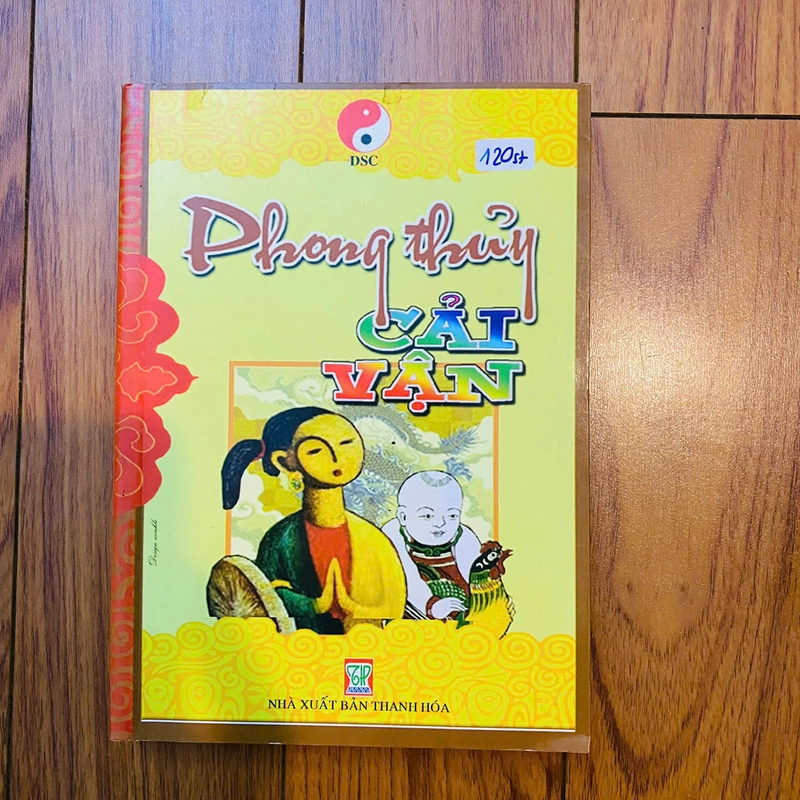 DSC
120st
Phong thủy
CẢI
VẬN
NHÀ XUẤT BẢN THANH HÓA